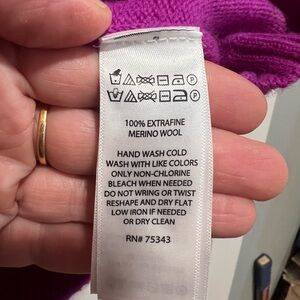 100% EXTRAFINE
MERINO WOOL
HAND WASH COLD
WASH WITH LIKE COLORS
ONLY NON-CHLORINE
BLEACH WHEN NEEDED
DO NOT WRING OR TWIST
RESHAPE AND DRY FLAT
LOW IRON IF NEEDED
OR DRY CLEAN
RN# 75343